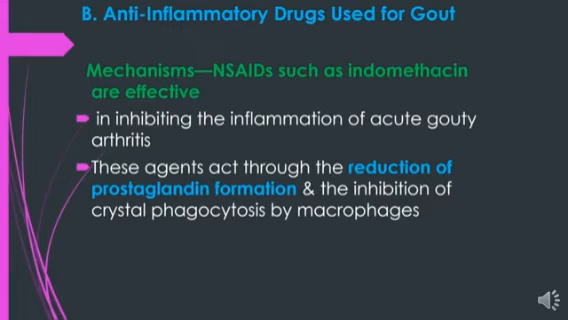 B. Anti-Inflammatory Drugs Used for Gout
Mechanisms—NSAIDs such as indomethacin
are effective
in inhibiting the inflammation of acute gouty
arthritis
These agents act through the reduction of
prostaglandin formation & the inhibition of
crystal phagocytosis by macrophages